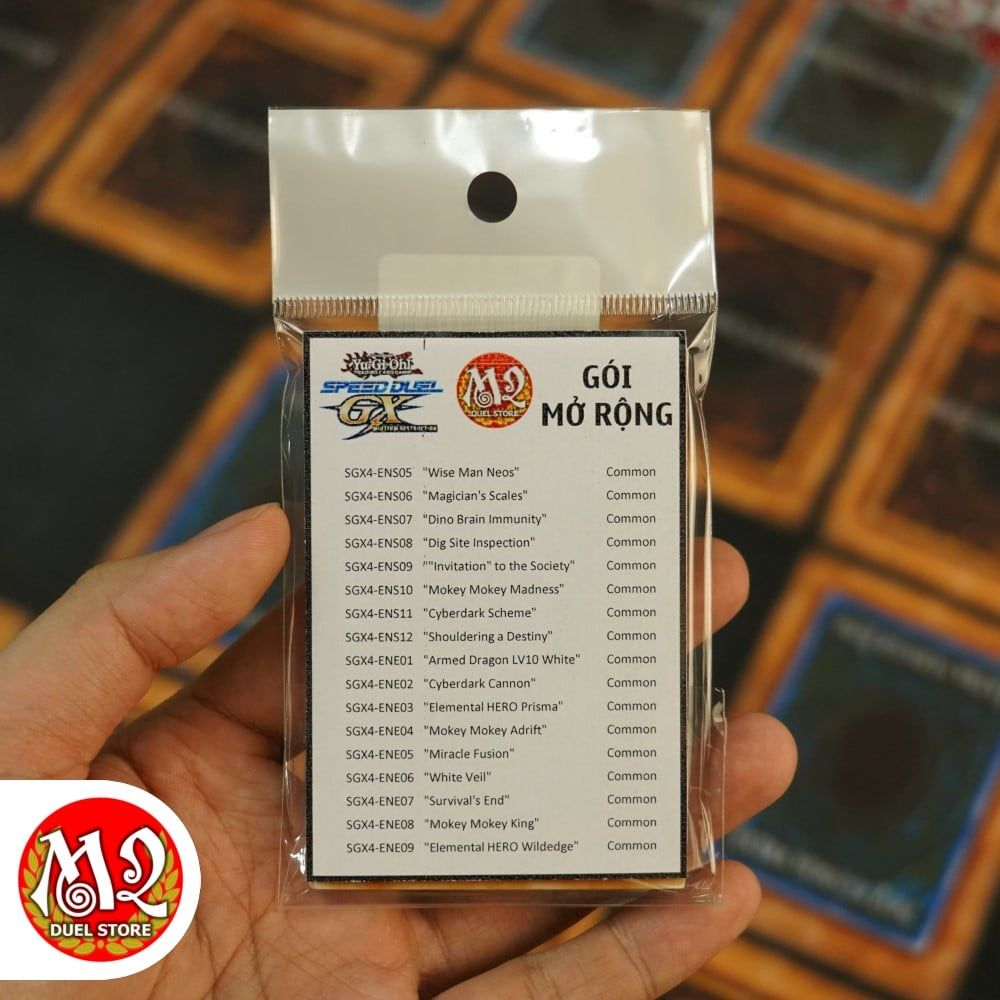 Yu-Gi-Oh!
TRADING CARD GAME
SPEED DUEL
GX
MQ
DUEL STORE
GÓI
MỞ RỘNG
SGX4-ENS05 "Wise Man Neos" Common
SGX4-ENS06 "Magician's Scales" Common
SGX4-ENS07 "Dino Brain Immunity" Common
SGX4-ENS08 "Dig Site Inspection" Common
SGX4-ENS09 ""Invitation" to the Society" Common
SGX4-ENS10 "Mokey Mokey Madness" Common
SGX4-ENS11 "Cyberdark Scheme" Common
SGX4-ENS12 "Shouldering a Destiny" Common
SGX4-ENE01 "Armed Dragon LV10 White" Common
SGX4-ENE02 "Cyberdark Cannon" Common
SGX4-ENE03 "Elemental HERO Prisma" Common
SGX4-ENE04 "Mokey Mokey Adrift" Common
SGX4-ENE05 "Miracle Fusion" Common
SGX4-ENE06 "White Veil" Common
SGX4-ENE07 "Survival's End" Common
SGX4-ENE08 "Mokey Mokey King" Common
SGX4-ENE09 "Elemental HERO Wildedge" Common
MQ
DUEL STORE